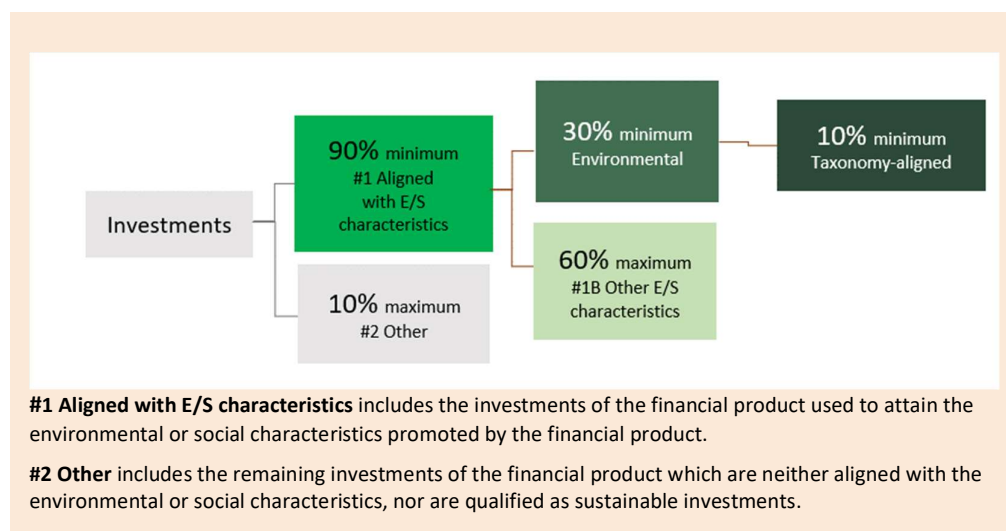 Investments
90% minimum
#1 Aligned
with E/S
characteristics
10% maximum
#2 Other
30% minimum
Environmental
60% maximum
#1B Other E/S
characteristics
10% minimum
Taxonomy-aligned
#1 Aligned with E/S characteristics includes the investments of the financial product used to attain the
environmental or social characteristics promoted by the financial product.
#2 Other includes the remaining investments of the financial product which are neither aligned with the
environmental or social characteristics, nor are qualified as sustainable investments.